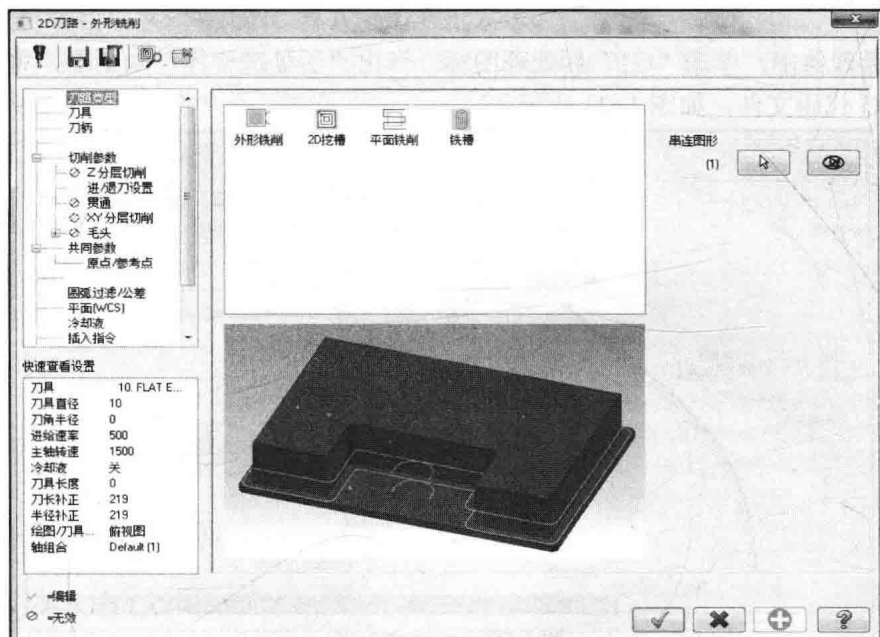 2D刀路 - 外形铣削
刀路类型
刀具
刀柄
切削参数
Z分层切削
进/退刀设置
贯通
XY分层切削
毛头
共同参数
原点/参考点
圆弧过滤/公差
平面(WCS)
冷却液
插入指令
外形铣削
2D挖槽
平面铣削
铣槽
串连图形
(1)
快速查看设置
刀具 10. FLAT E...
刀具直径 10
刀角半径 0
进给速率 500
主轴转速 1500
冷却液 关
刀具长度 0
刀长补正 219
半径补正 219
绘图/刀具... 俯视图
轴组合 Default (1)
=编辑
=无效